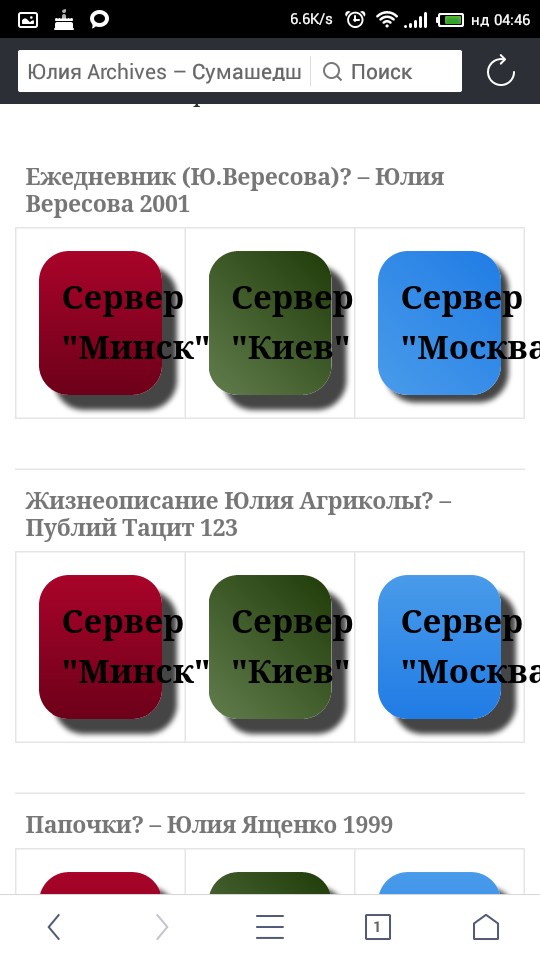 6.6K/s нд 04:46
Юлия Archives – Сумашедш Поиск
Ежедневник (Ю.Вересова)? – Юлия
Вересова 2001
Сервер Сервер Сервер
"Минск" "Киев" "Москва
Жизнеописание Юлия Агриколы? –
Публий Тацит 123
Сервер Сервер Сервер
"Минск" "Киев" "Москва
Папочки? – Юлия Ященко 1999
1